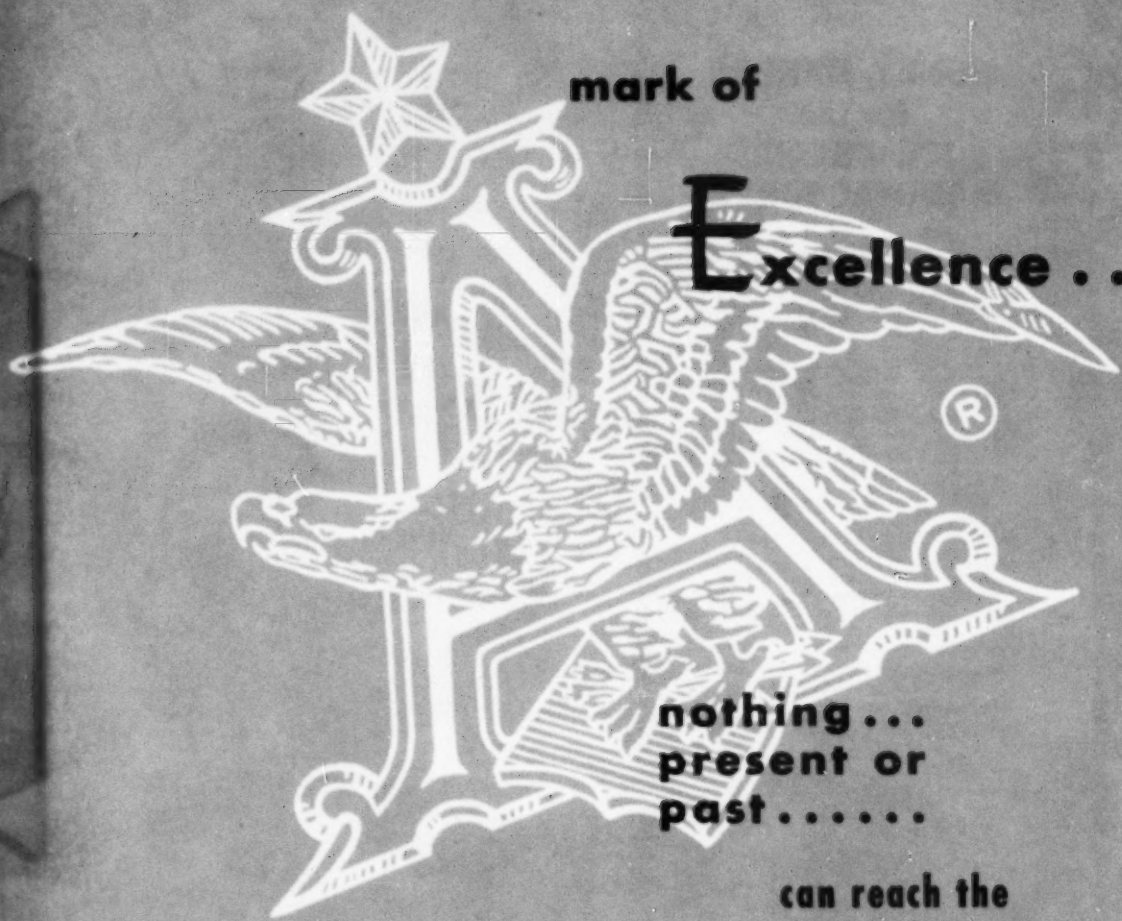 mark of
Excellence . .
®
nothing...
present or
past......
can reach the